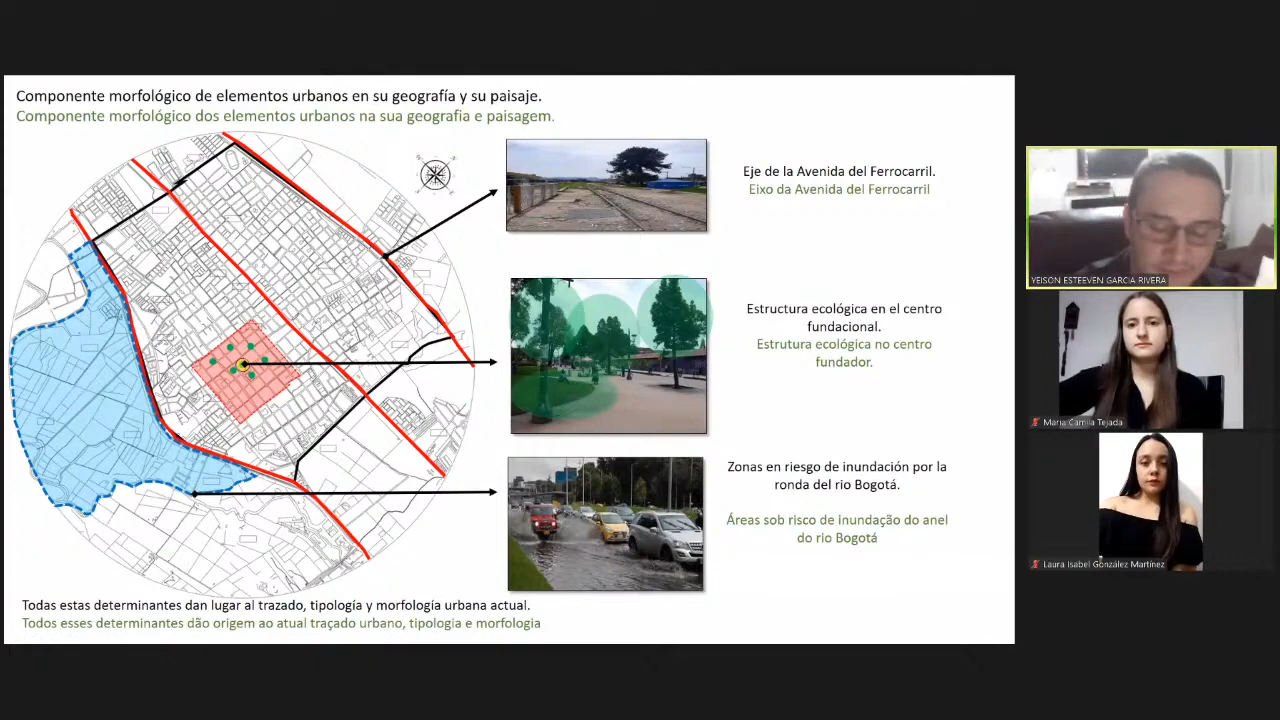 Componente morfológico de elementos urbanos en su geografía y su paisaje.
Componente morfológico dos elementos urbanos na sua geografia e paisagem.
Eje de la Avenida del Ferrocarril.
Eixo da Avenida del Ferrocarril
Estructura ecológica en el centro
fundacional.
Estrutura ecológica no centro
fundador.
Zonas en riesgo de inundación por la
ronda del rio Bogotá.
Áreas sob risco de inundação do anel
do rio Bogotá
Todas estas determinantes dan lugar al trazado, tipología y morfología urbana actual.
Todos esses determinantes dão origem ao atual traçado urbano, tipologia e morfologia
YEISON ESTEEVEN GARCIA RIVERA
Maria Camila Tejada
Laura Isabel González Martínez